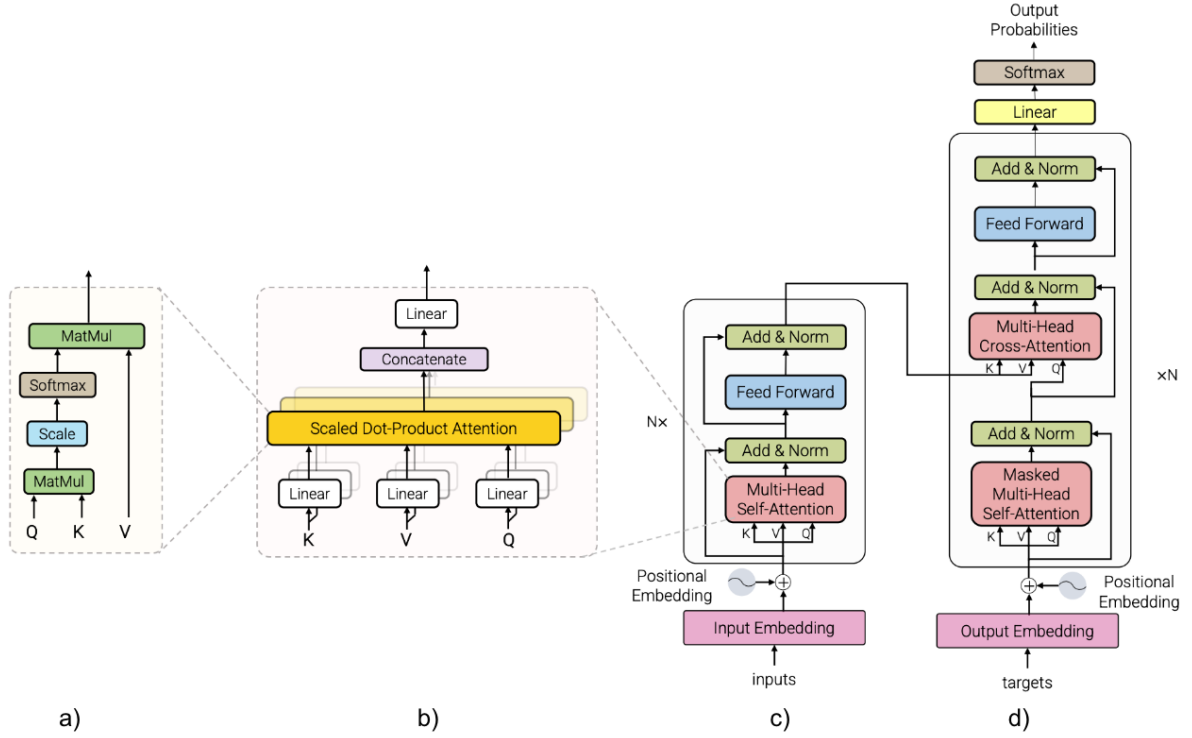 MatMul
Softmax
Scale
MatMul
Q K V
a)
Linear
Concatenate
Scaled Dot-Product Attention
Linear Linear Linear
K V Q
b)
Add & Norm
Feed Forward
N×
Add & Norm
Multi-Head
Self-Attention
K V Q
Positional
Embedding
Input Embedding
inputs
c)
Output
Probabilities
Softmax
Linear
Add & Norm
Feed Forward
Add & Norm
Multi-Head
Cross-Attention
K V Q
×N
Add & Norm
Masked
Multi-Head
Self-Attention
K V Q
Positional
Embedding
Output Embedding
targets
d)